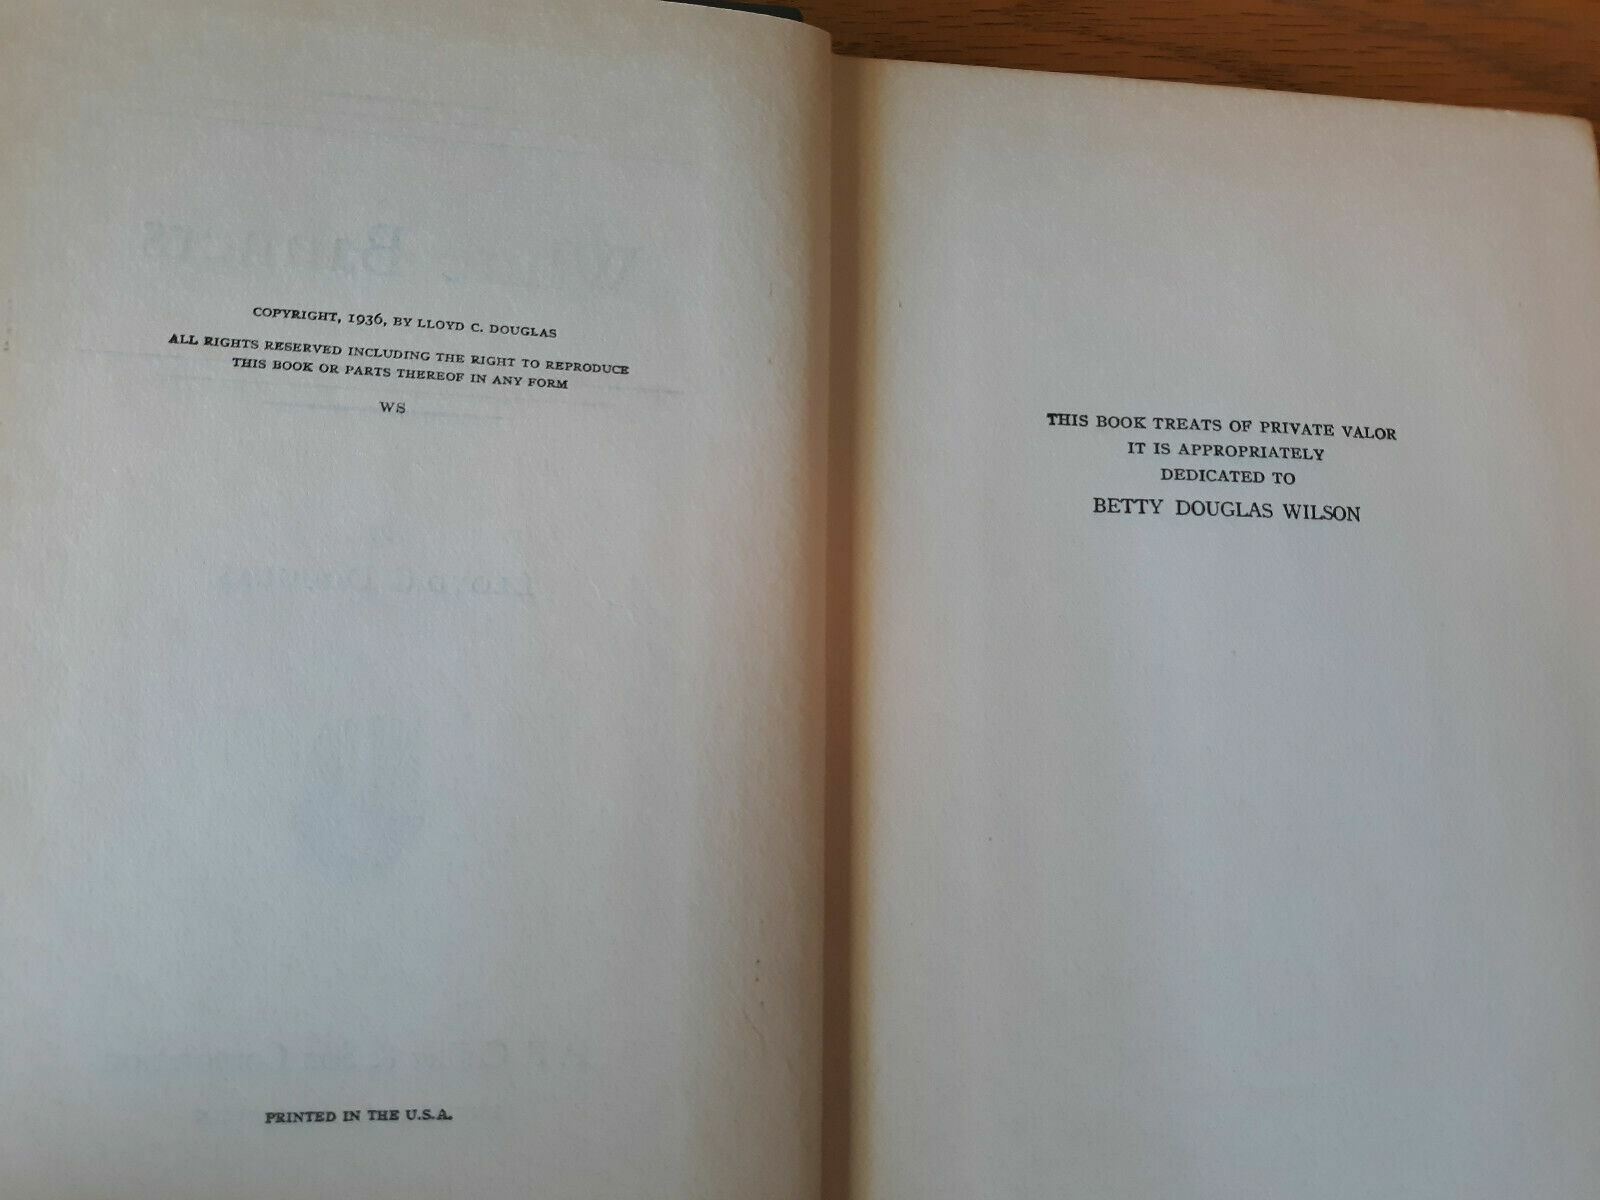 COPYRIGHT, 1936, BY LLOYD C. DOUGLAS
ALL RIGHTS RESERVED INCLUDING THE RIGHT TO REPRODUCE
THIS BOOK OR PARTS THEREOF IN ANY FORM
WS
PRINTED IN THE U.S.A.
THIS BOOK TREATS OF PRIVATE VALOR
IT IS APPROPRIATELY
DEDICATED TO
BETTY DOUGLAS WILSON